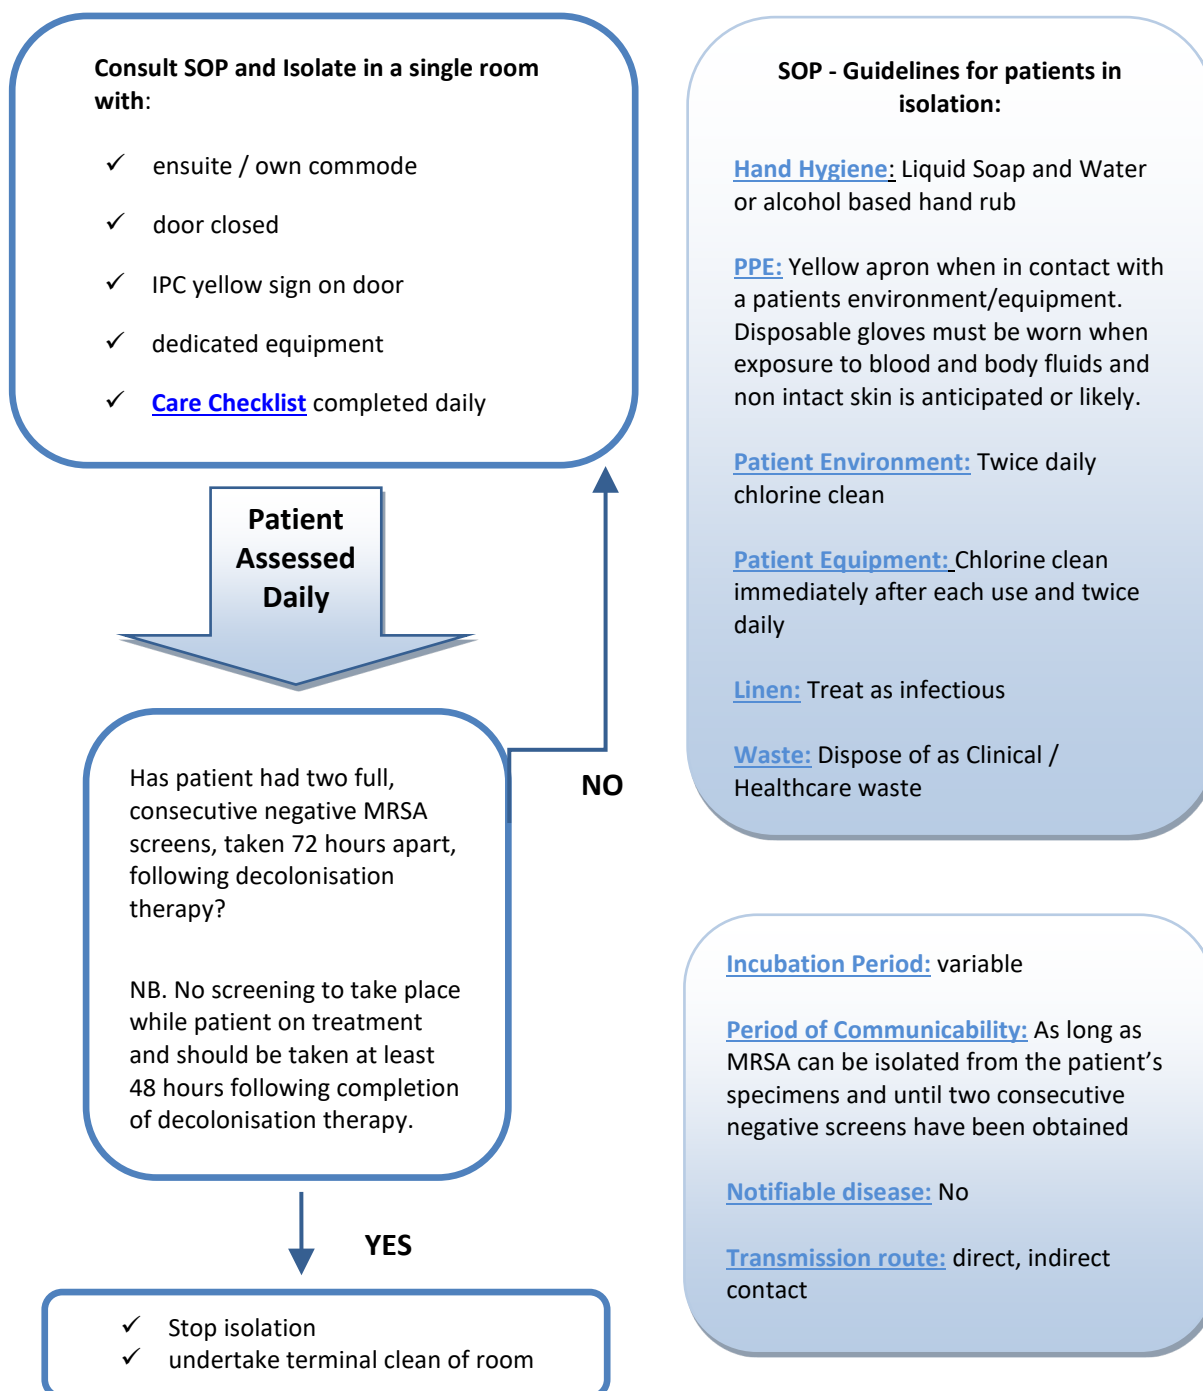 Consult SOP and Isolate in a single room
with:
✓ ensuite / own commode
✓ door closed
✓ IPC yellow sign on door
✓ dedicated equipment
✓ Care Checklist completed daily
Patient
Assessed
Daily
Has patient had two full,
consecutive negative MRSA
screens, taken 72 hours apart,
following decolonisation
therapy?
NB. No screening to take place
while patient on treatment
and should be taken at least
48 hours following completion
of decolonisation therapy.
NO
YES
✓ Stop isolation
✓ undertake terminal clean of room
SOP - Guidelines for patients in
isolation:
Hand Hygiene: Liquid Soap and Water
or alcohol based hand rub
PPE: Yellow apron when in contact with
a patients environment/equipment.
Disposable gloves must be worn when
exposure to blood and body fluids and
non intact skin is anticipated or likely.
Patient Environment: Twice daily
chlorine clean
Patient Equipment: Chlorine clean
immediately after each use and twice
daily
Linen: Treat as infectious
Waste: Dispose of as Clinical /
Healthcare waste
Incubation Period: variable
Period of Communicability: As long as
MRSA can be isolated from the patient’s
specimens and until two consecutive
negative screens have been obtained
Notifiable disease: No
Transmission route: direct, indirect
contact